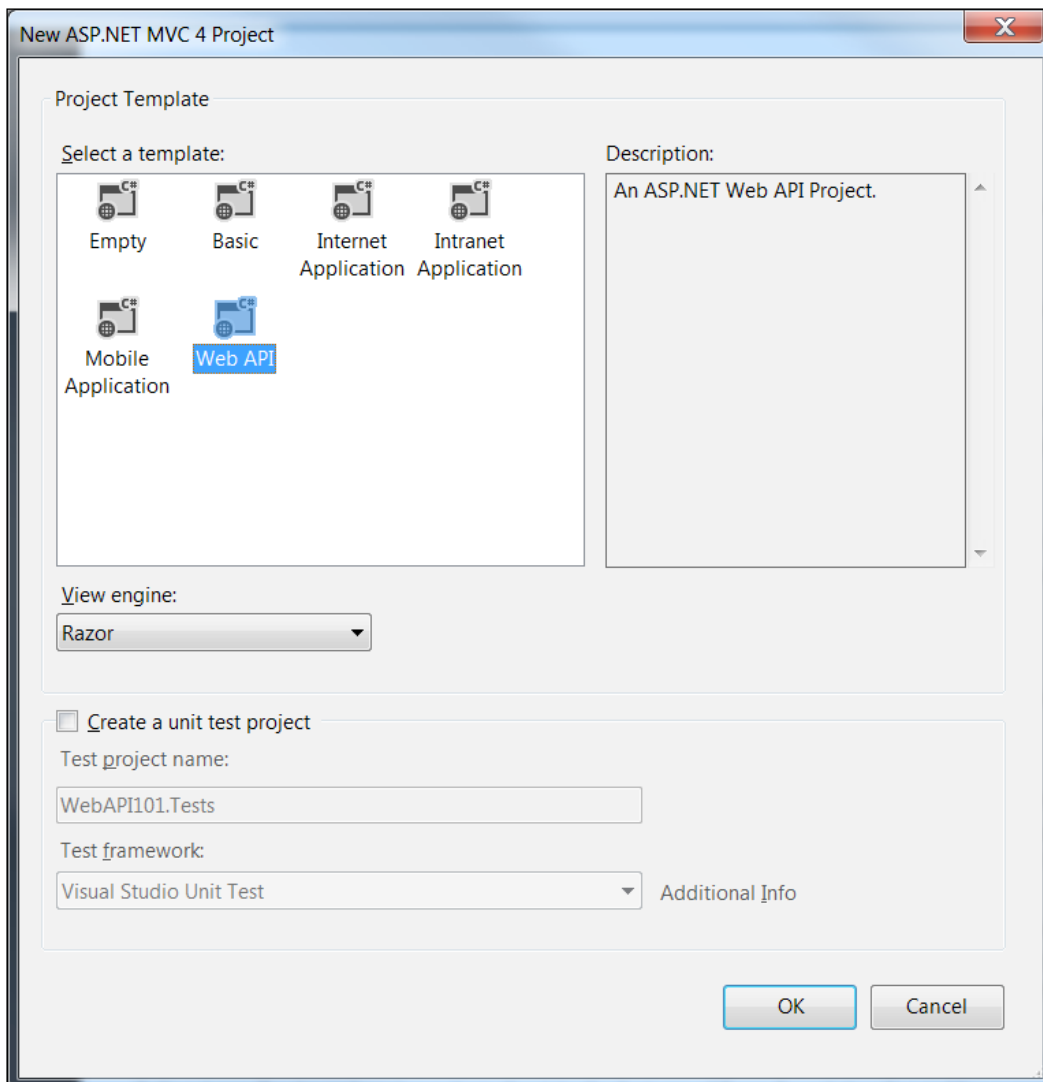 New ASP.NET MVC 4 Project
X
Project Template
Select a template:
Description:
C# C# C# C#
Empty Basic Internet Application Intranet Application
C# C#
Mobile Application Web API
An ASP.NET Web API Project.
View engine:
Razor
Create a unit test project
Test project name:
WebAPI101.Tests
Test framework:
Visual Studio Unit Test
Additional Info
OK Cancel